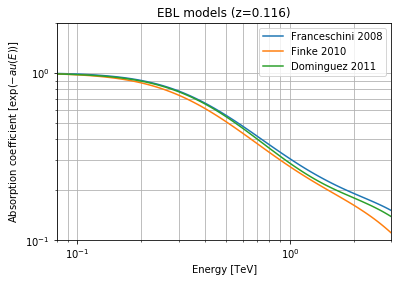 EBL models (z=0.116)
Franceschini 2008
Finke 2010
Dominguez 2011
Absorption coefficient [exp(−au(E))]
10⁰
10⁻¹
10⁻¹
10⁰
Energy [TeV]